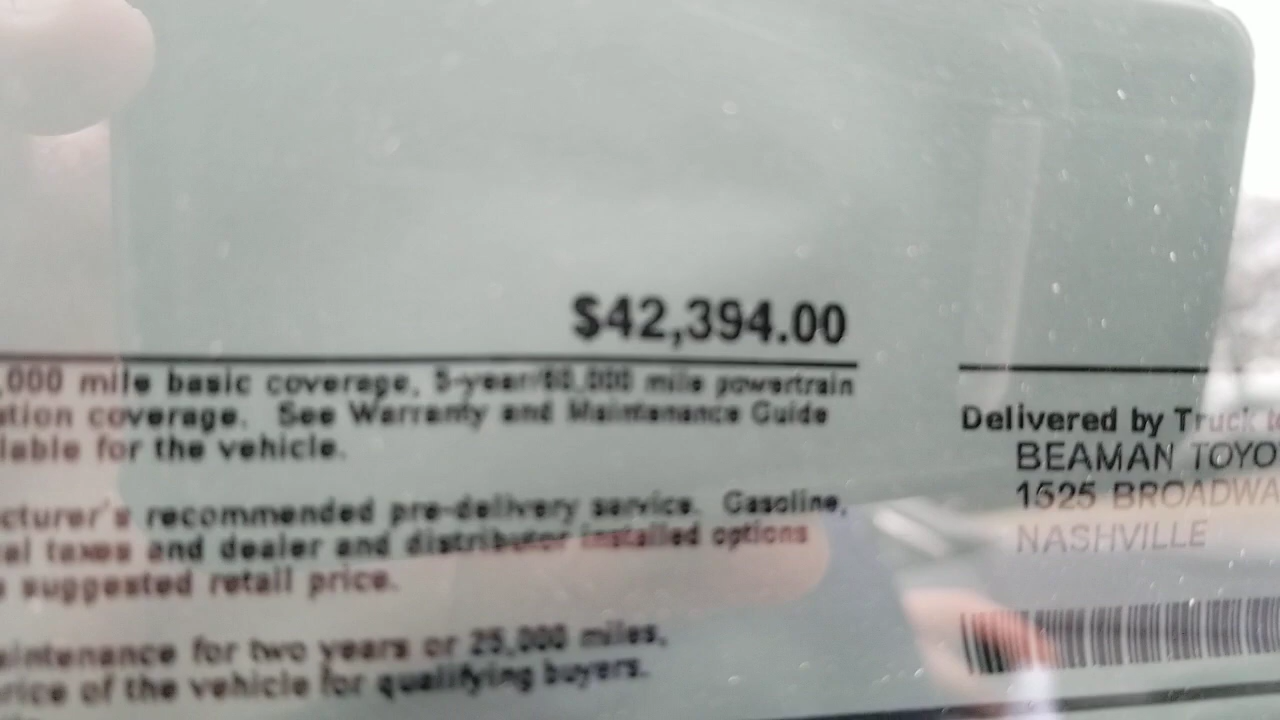 $42,394.00
,000 mile basic coverage, 5-year/60,000 mile powertrain
ation coverage. See Warranty and Maintenance Guide
lable for the vehicle.
cturer's recommended pre-delivery service. Gasoline,
al taxes and dealer and distributor installed options
suggested retail price.
aintenance for two years or 25,000 miles,
rice of the vehicle for qualifying buyers.
Delivered by Truck to
BEAMAN TOYO
1525 BROADWA
NASHVILLE